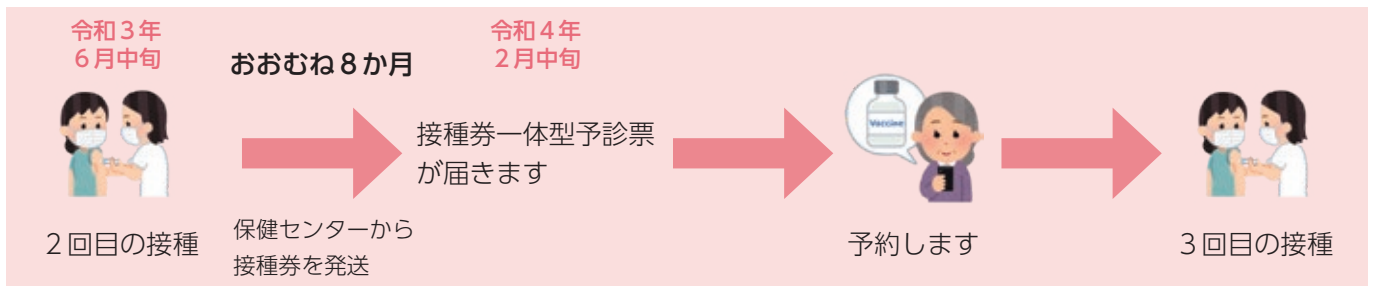 令和３年
６月中旬
おおむね８か月
令和４年
２月中旬
接種券一体型予診票
が届きます
Vaccine
２回目の接種
保健センターから
接種券を発送
予約します
３回目の接種